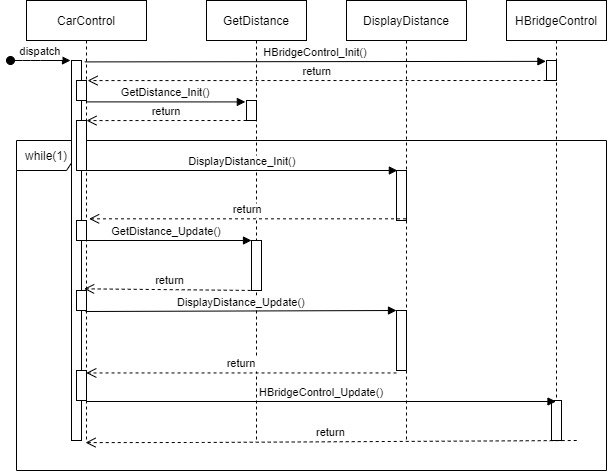 CarControl
GetDistance
DisplayDistance
HBridgeControl
dispatch
HBridgeControl_Init()
return
GetDistance_Init()
return
while(1)
DisplayDistance_Init()
return
GetDistance_Update()
return
DisplayDistance_Update()
return
HBridgeControl_Update()
return